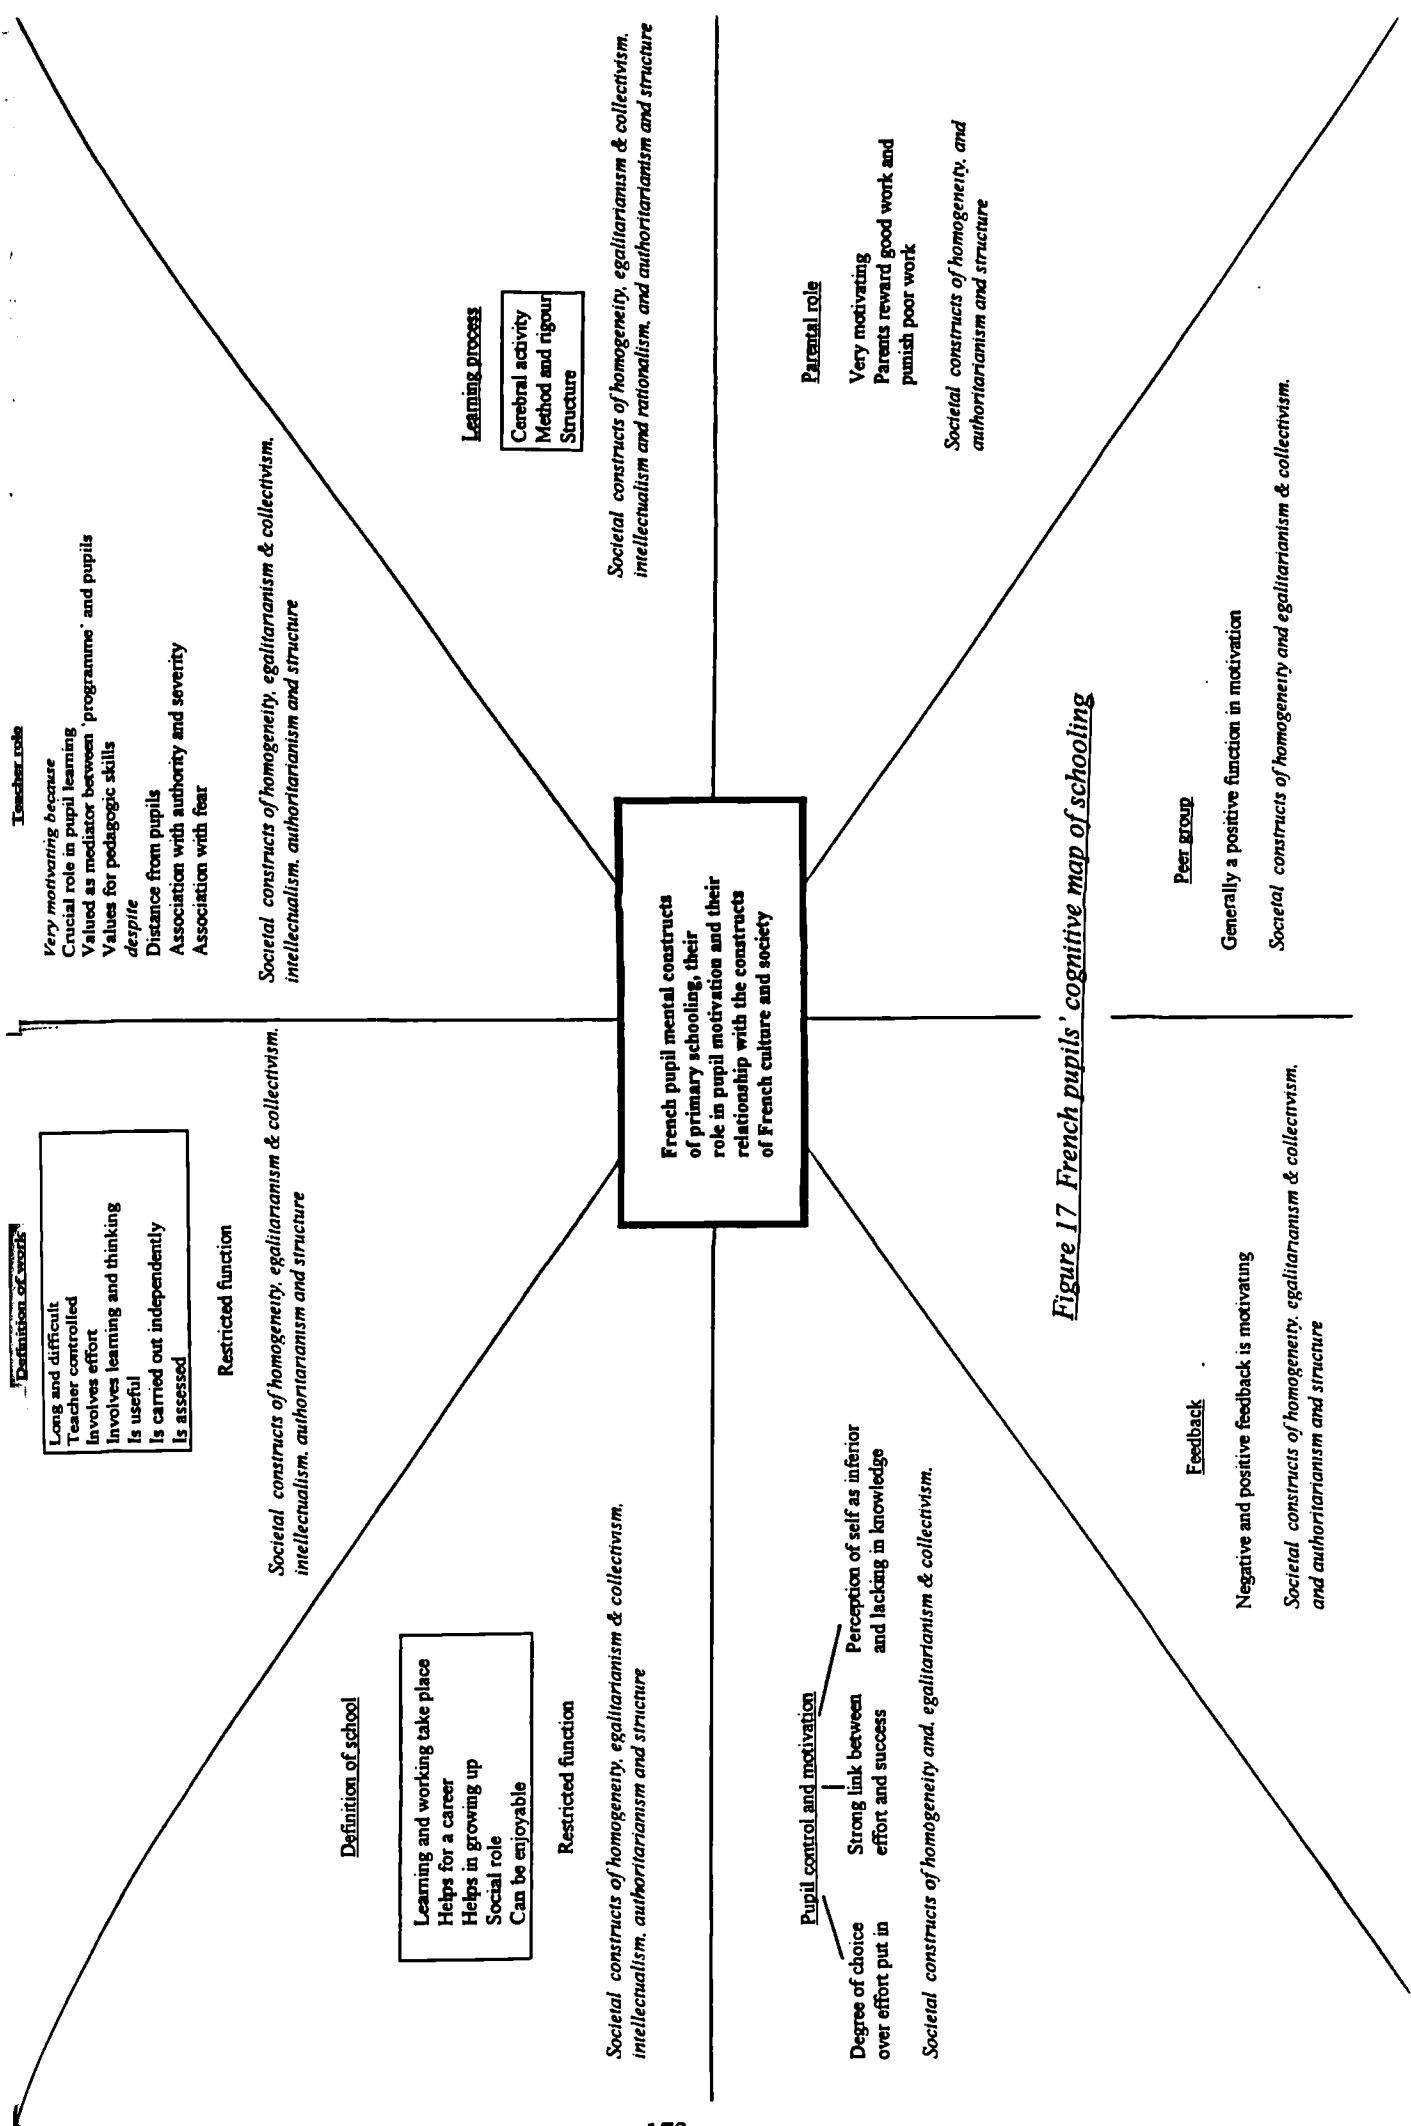 Definition of work
Long and difficult
Teacher controlled
Involves effort
Involves learning and thinking
Is useful
Is carried out independently
Is assessed
Restricted function
Societal constructs of homogeneity, egalitarianism & collectivism,
intellectualism, authoritarianism and structure
Teacher role
Very motivating because
Crucial role in pupil learning
Valued as mediator between 'programme' and pupils
Values for pedagogic skills
despite
Distance from pupils
Association with authority and severity
Association with fear
Societal constructs of homogeneity, egalitarianism & collectivism,
intellectualism, authoritarianism and structure
Definition of school
Learning and working take place
Helps for a career
Helps in growing up
Social role
Can be enjoyable
Restricted function
Societal constructs of homogeneity, egalitarianism & collectivism,
intellectualism, authoritarianism and structure
Learning process
Cerebral activity
Method and rigour
Structure
Societal constructs of homogeneity, egalitarianism & collectivism,
intellectualism and rationalism, and authoritarianism and structure
French pupil mental constructs
of primary schooling, their
role in pupil motivation and their
relationship with the constructs
of French culture and society
Pupil control and motivation
Degree of choice
over effort put in
Strong link between
effort and success
Perception of self as inferior
and lacking in knowledge
Societal constructs of homogeneity and, egalitarianism & collectivism.
Parental role
Very motivating
Parents reward good work and
punish poor work
Societal constructs of homogeneity, and
authoritarianism and structure
Feedback
Negative and positive feedback is motivating
Societal constructs of homogeneity, egalitarianism & collectivism,
and authoritarianism and structure
Peer group
Generally a positive function in motivation
Societal constructs of homogeneity and egalitarianism & collectivism.
Figure 17 French pupils' cognitive map of schooling